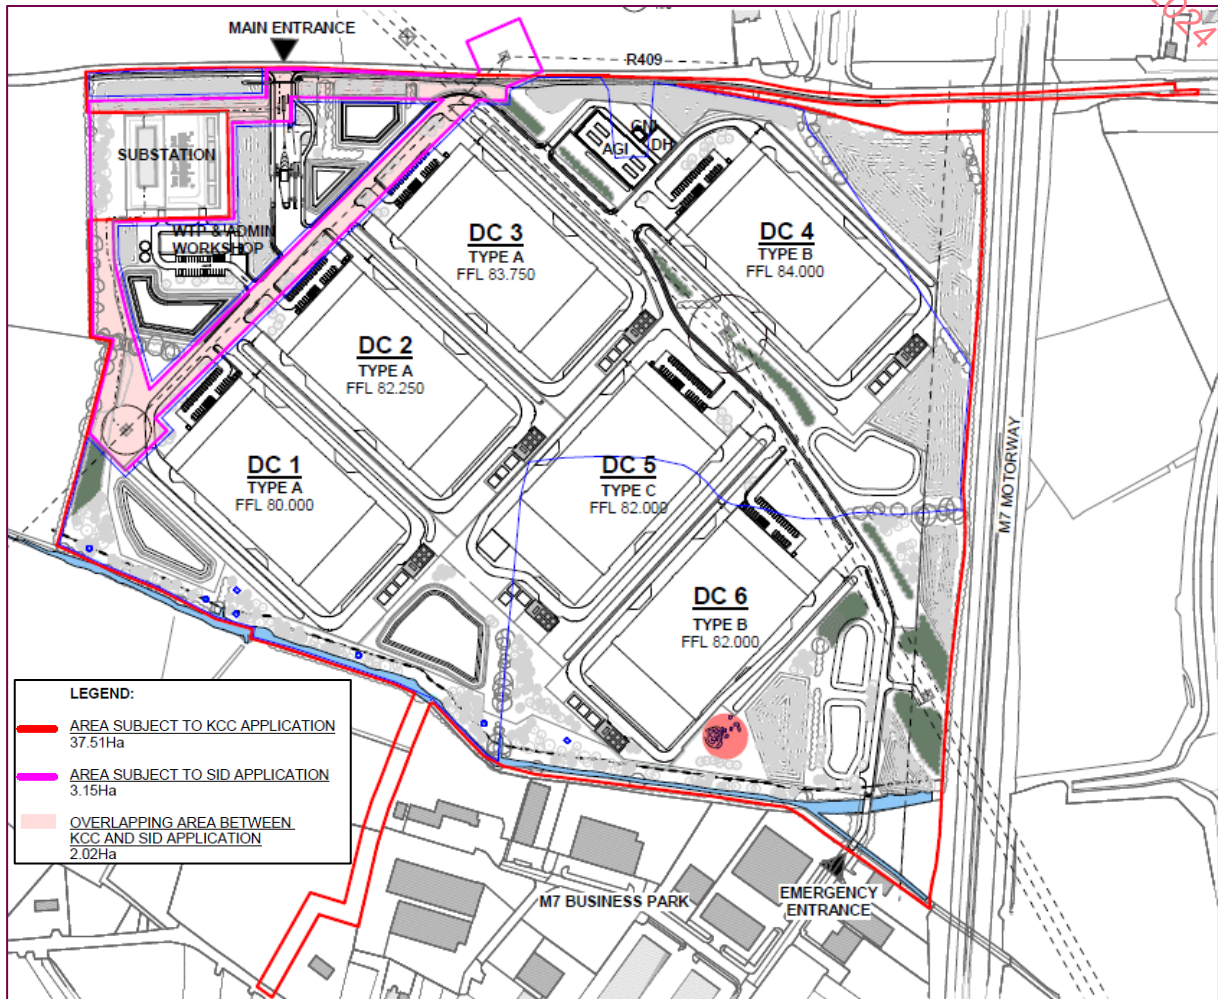 2024
MAIN ENTRANCE
R409
SUBSTATION
GNI
AGI
DH
WTP & ADMIN
WORKSHOP
DC 3
TYPE A
FFL 83.750
DC 4
TYPE B
FFL 84.000
DC 2
TYPE A
FFL 82.250
DC 1
TYPE A
FFL 80.000
DC 5
TYPE C
FFL 82.000
DC 6
TYPE B
FFL 82.000
M7 MOTORWAY
LEGEND:
AREA SUBJECT TO KCC APPLICATION
37.51Ha
AREA SUBJECT TO SID APPLICATION
3.15Ha
OVERLAPPING AREA BETWEEN
KCC AND SID APPLICATION
2.02Ha
M7 BUSINESS PARK
EMERGENCY
ENTRANCE